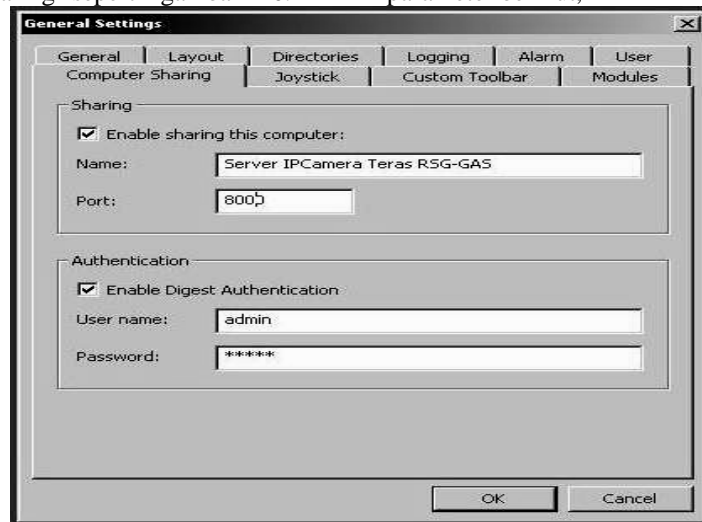 General Settings
General Layout Directories Logging Alarm User
Computer Sharing Joystick Custom Toolbar Modules
Sharing
Enable sharing this computer:
Name: Server IPCamera Teras RSG-GAS
Port:
Authentication
Enable Digest Authentication
User name: admin
Password: *****
OK Cancel